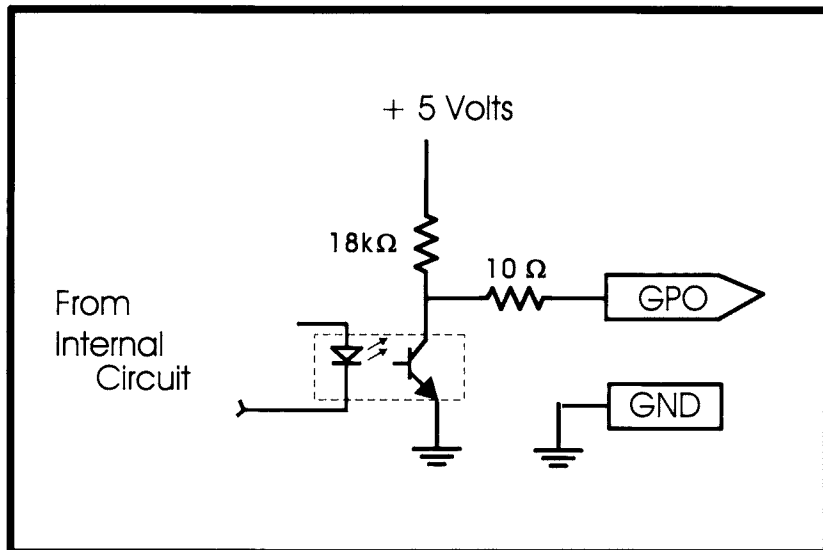 + 5 Volts
18kΩ
10 Ω
GPO
From
Internal
Circuit
GND